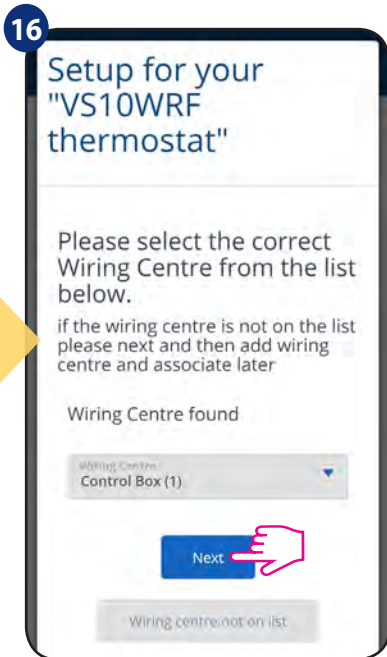 16
Setup for your
"VS10WRF
thermostat"
Please select the correct
Wiring Centre from the list
below.
if the wiring centre is not on the list
please next and then add wiring
centre and associate later
Wiring Centre found
Wiring Centre
Control Box (1)
Next
Wiring centre not on list